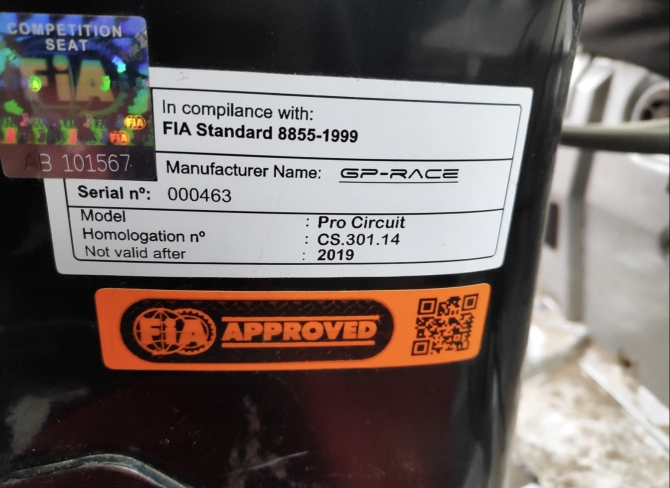 COMPETITION
SEAT
FIA
FIA
AB 101567
In compliance with:
FIA Standard 8855-1999
Manufacturer Name: GP-RACE
Serial nº: 000463
Model : Pro Circuit
Homologation nº : CS.301.14
Not valid after : 2019
FIA APPROVED